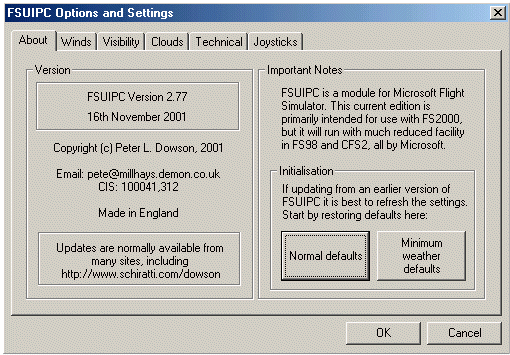 FSUIPC Options and Settings
About
Winds
Visibility
Clouds
Technical
Joysticks
Version
FSUIPC Version 2.77
16th November 2001
Copyright (c) Peter L. Dowson, 2001
Email: pete@millhays.demon.co.uk
CIS: 100041,312
Made in England
Updates are normally available from
many sites, including
http://www.schiratti.com/dowson
Important Notes
FSUIPC is a module for Microsoft Flight
Simulator. This current edition is
primarily intended for use with FS2000,
but it will run with much reduced facility
in FS98 and CFS2, all by Microsoft.
Initialisation
If updating from an earlier version of
FSUIPC it is best to refresh the settings.
Start by restoring defaults here:
Normal defaults
Minimum
weather
defaults
OK
Cancel